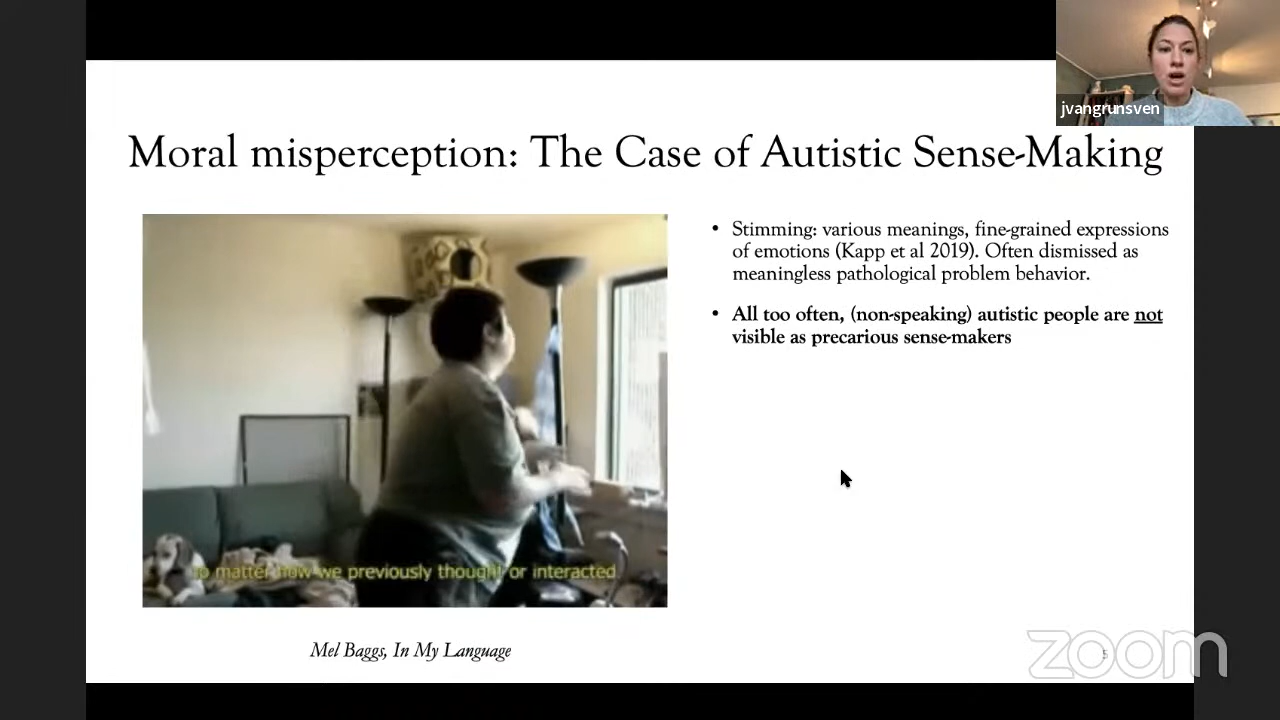 jvangrunsven
Moral misperception: The Case of Autistic Sense-Making
• Stimming: various meanings, fine-grained expressions
of emotions (Kapp et al 2019). Often dismissed as
meaningless pathological problem behavior.
• All too often, (non-speaking) autistic people are not
visible as precarious sense-makers
matter how we previously thought or interacted
Mel Baggs, In My Language
zoom
5